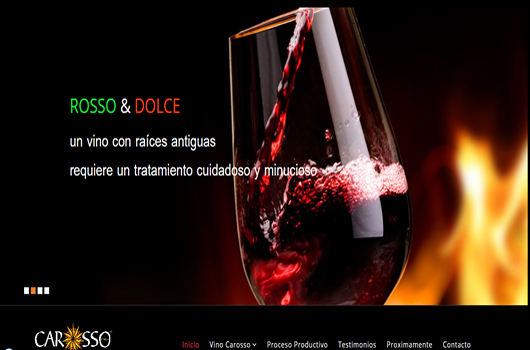 ROSSO & DOLCE
un vino con raíces antiguas
requiere un tratamiento cuidadoso y minucioso
CAROSSO
Inicio Vino Carosso Proceso Productivo Testimonios Proximamente Contacto